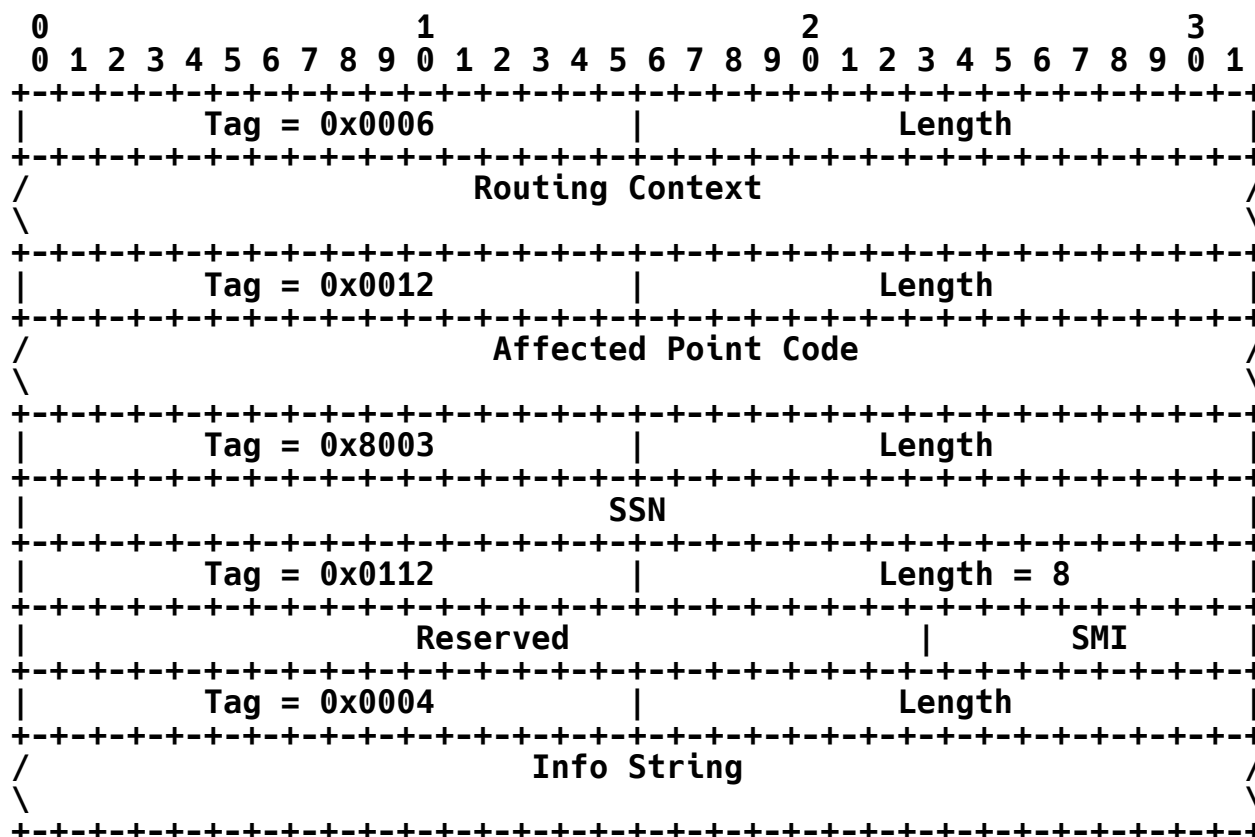 0                   1                   2                   3
 0 1 2 3 4 5 6 7 8 9 0 1 2 3 4 5 6 7 8 9 0 1 2 3 4 5 6 7 8 9 0 1
+-+-+-+-+-+-+-+-+-+-+-+-+-+-+-+-+-+-+-+-+-+-+-+-+-+-+-+-+-+-+-+-+
|         Tag = 0x0006          |             Length            |
+-+-+-+-+-+-+-+-+-+-+-+-+-+-+-+-+-+-+-+-+-+-+-+-+-+-+-+-+-+-+-+-+
/                       Routing Context                         /
\                                                               \
+-+-+-+-+-+-+-+-+-+-+-+-+-+-+-+-+-+-+-+-+-+-+-+-+-+-+-+-+-+-+-+-+
|         Tag = 0x0012          |            Length             |
+-+-+-+-+-+-+-+-+-+-+-+-+-+-+-+-+-+-+-+-+-+-+-+-+-+-+-+-+-+-+-+-+
/                        Affected Point Code                    /
\                                                               \
+-+-+-+-+-+-+-+-+-+-+-+-+-+-+-+-+-+-+-+-+-+-+-+-+-+-+-+-+-+-+-+-+
|         Tag = 0x8003          |            Length             |
+-+-+-+-+-+-+-+-+-+-+-+-+-+-+-+-+-+-+-+-+-+-+-+-+-+-+-+-+-+-+-+-+
|                              SSN                              |
+-+-+-+-+-+-+-+-+-+-+-+-+-+-+-+-+-+-+-+-+-+-+-+-+-+-+-+-+-+-+-+-+
|         Tag = 0x0112          |            Length = 8         |
+-+-+-+-+-+-+-+-+-+-+-+-+-+-+-+-+-+-+-+-+-+-+-+-+-+-+-+-+-+-+-+-+
|                    Reserved                  |       SMI      |
+-+-+-+-+-+-+-+-+-+-+-+-+-+-+-+-+-+-+-+-+-+-+-+-+-+-+-+-+-+-+-+-+
|         Tag = 0x0004          |             Length            |
+-+-+-+-+-+-+-+-+-+-+-+-+-+-+-+-+-+-+-+-+-+-+-+-+-+-+-+-+-+-+-+-+
/                          Info String                          /
\                                                               \
+-+-+-+-+-+-+-+-+-+-+-+-+-+-+-+-+-+-+-+-+-+-+-+-+-+-+-+-+-+-+-+-+